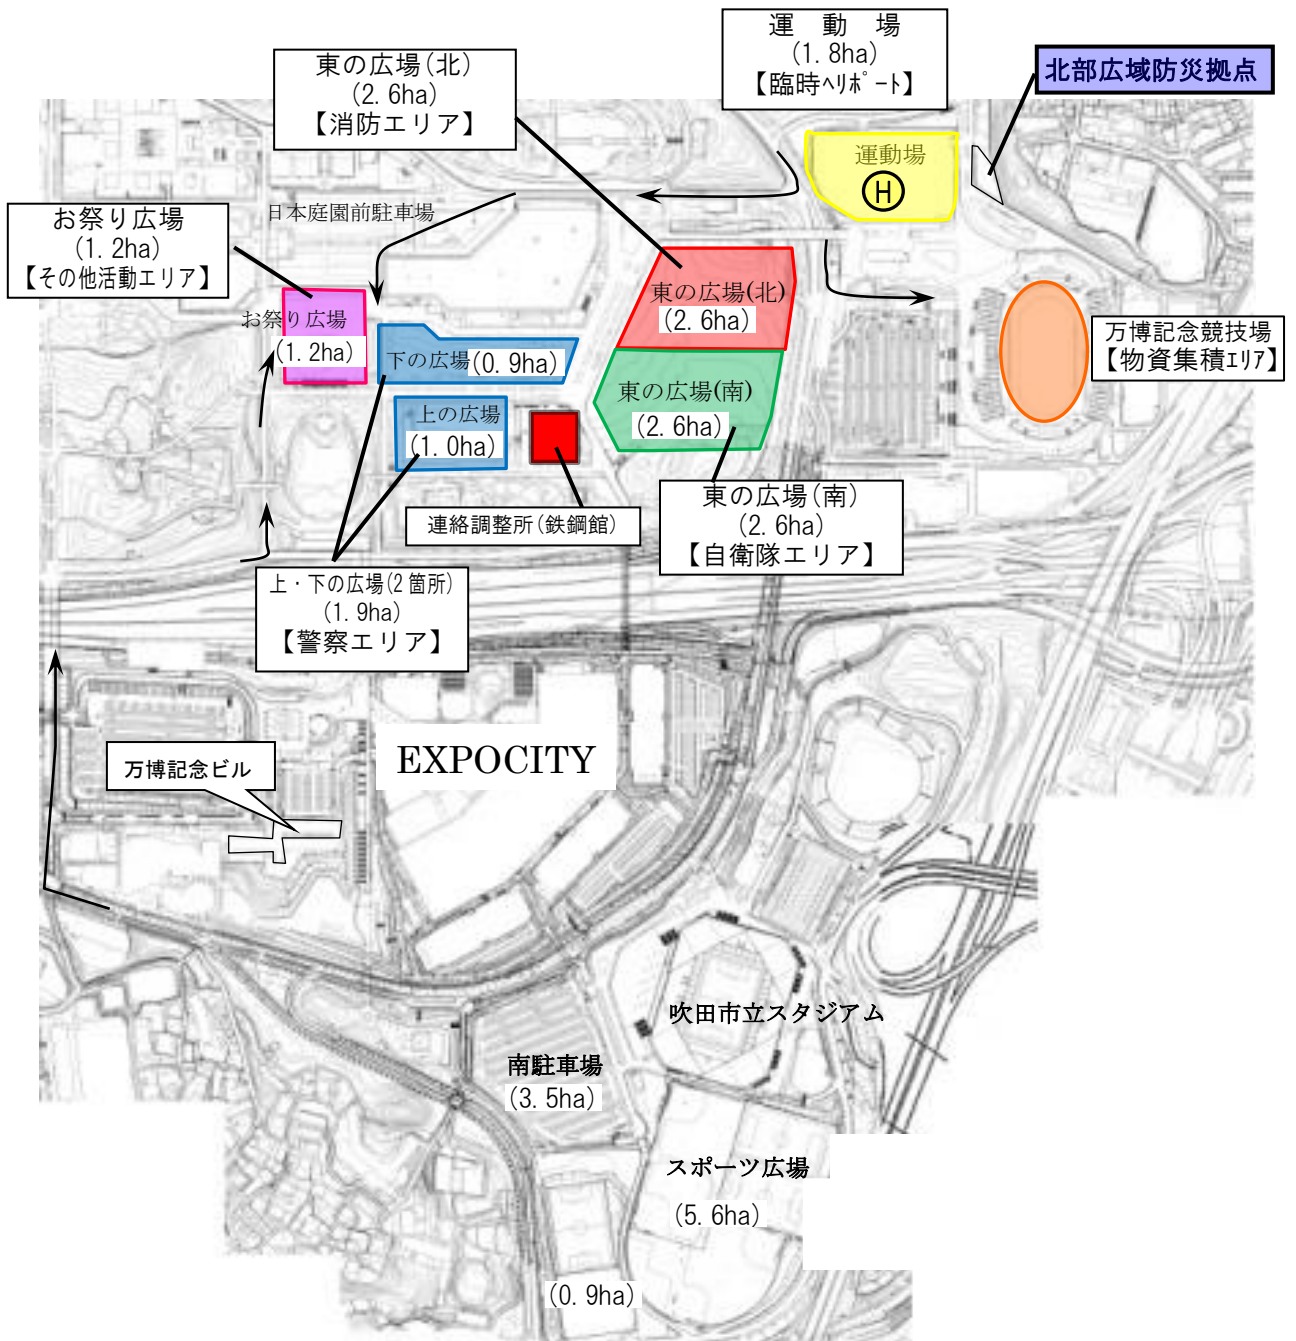 運　動　場
(1.8ha)
【臨時ﾍﾘﾎﾟｰﾄ】
東の広場(北)
(2.6ha)
【消防エリア】
北部広域防災拠点
運動場
H
日本庭園前駐車場
お祭り広場
(1.2ha)
【その他活動エリア】
東の広場(北)
(2.6ha)
お祭り広場
(1.2ha)
下の広場(0.9ha)
万博記念競技場
【物資集積ｴﾘｱ】
東の広場(南)
(2.6ha)
上の広場
(1.0ha)
東の広場(南)
(2.6ha)
【自衛隊エリア】
連絡調整所(鉄鋼館)
上・下の広場(2箇所)
(1.9ha)
【警察エリア】
EXPOCITY
万博記念ビル
吹田市立スタジアム
南駐車場
(3.5ha)
スポーツ広場
(5.6ha)
(0.9ha)